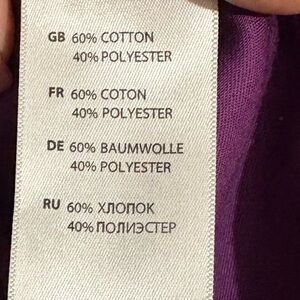 GB 60% COTTON
40% POLYESTER
FR 60% COTON
40% POLYESTER
DE 60% BAUMWOLLE
40% POLYESTER
RU 60% ХЛОПОК
40% ПОЛИЭСТЕР